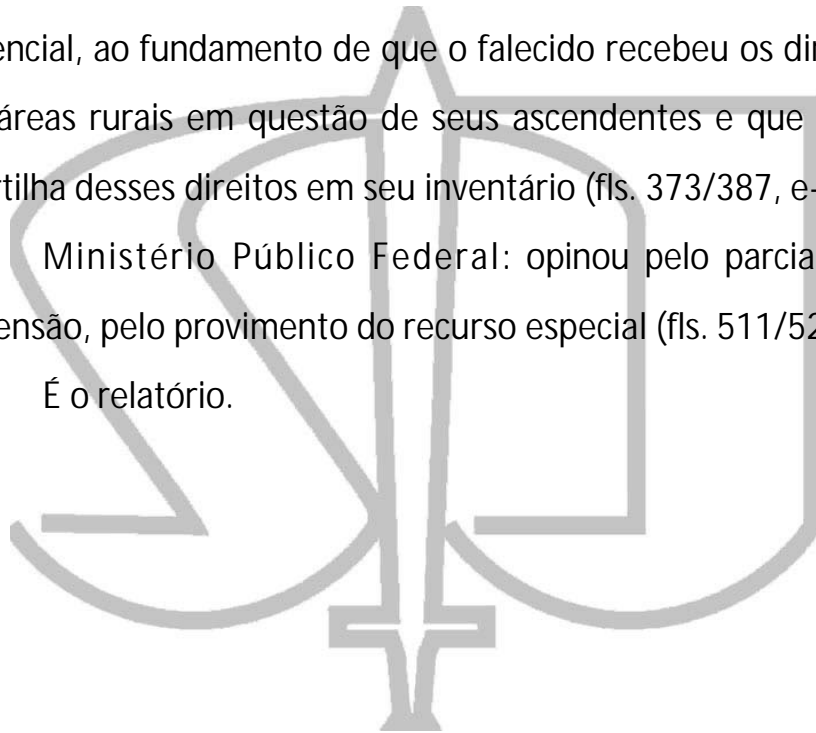 encial, ao fundamento de que o falecido recebeu os dir
áreas rurais em questão de seus ascendentes e que
rtilha desses direitos em seu inventário (fls. 373/387, e-
Ministério Público Federal: opinou pelo parcia
ensão, pelo provimento do recurso especial (fls. 511/52
É o relatório.